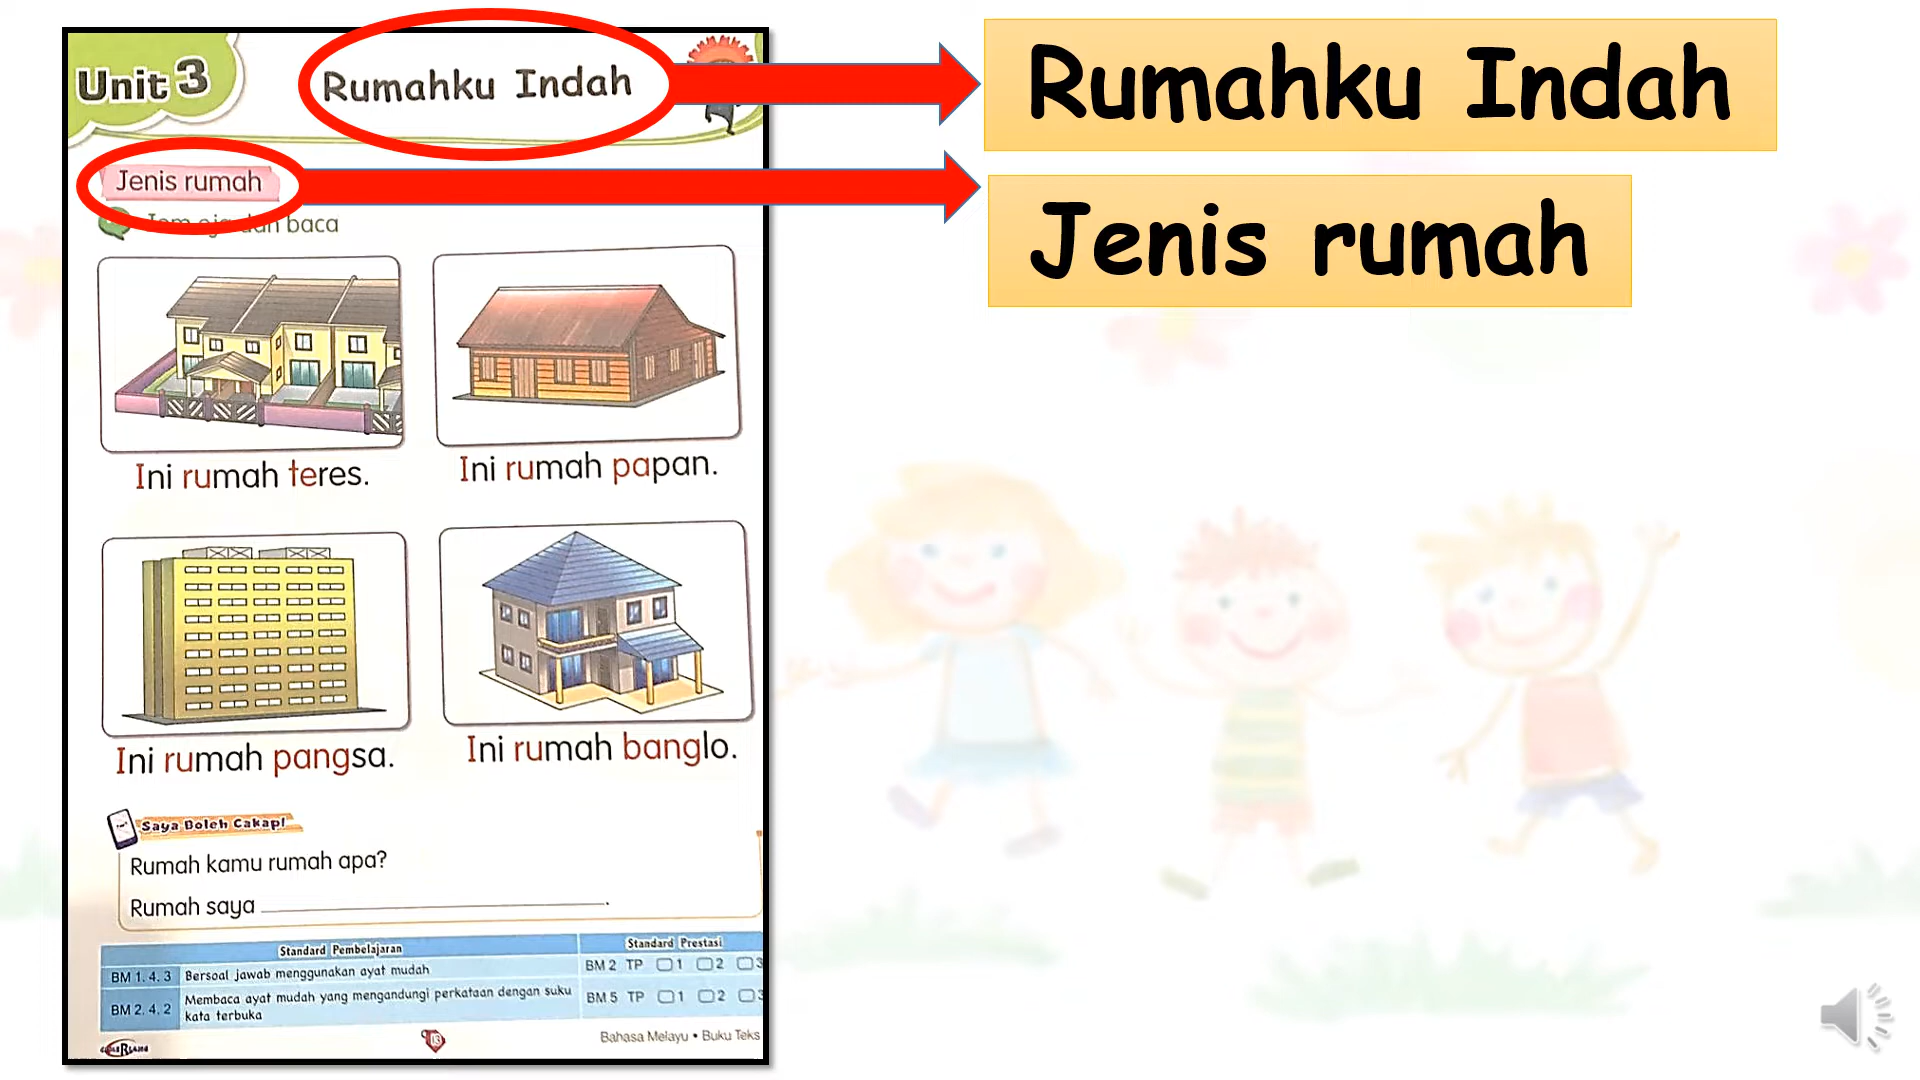 Unit 3
Rumahku Indah
Jenis rumah
baca
Ini rumah teres.
Ini rumah papan.
Ini rumah pangsa.
Ini rumah banglo.
Saya Boleh Cakap!
Rumah kamu rumah apa?
Rumah saya .
Standard Pembelajaran
Standard Prestasi
BM 1. 4. 3 Bersoal jawab menggunakan ayat mudah
BM 2 TP 1 2 3
BM 2. 4. 2 Membaca ayat mudah yang mengandungi perkataan dengan suku
kata terbuka
BM 5 TP 1 2 3
Bahasa Melayu • Buku Teks
Rumahku Indah
Jenis rumah